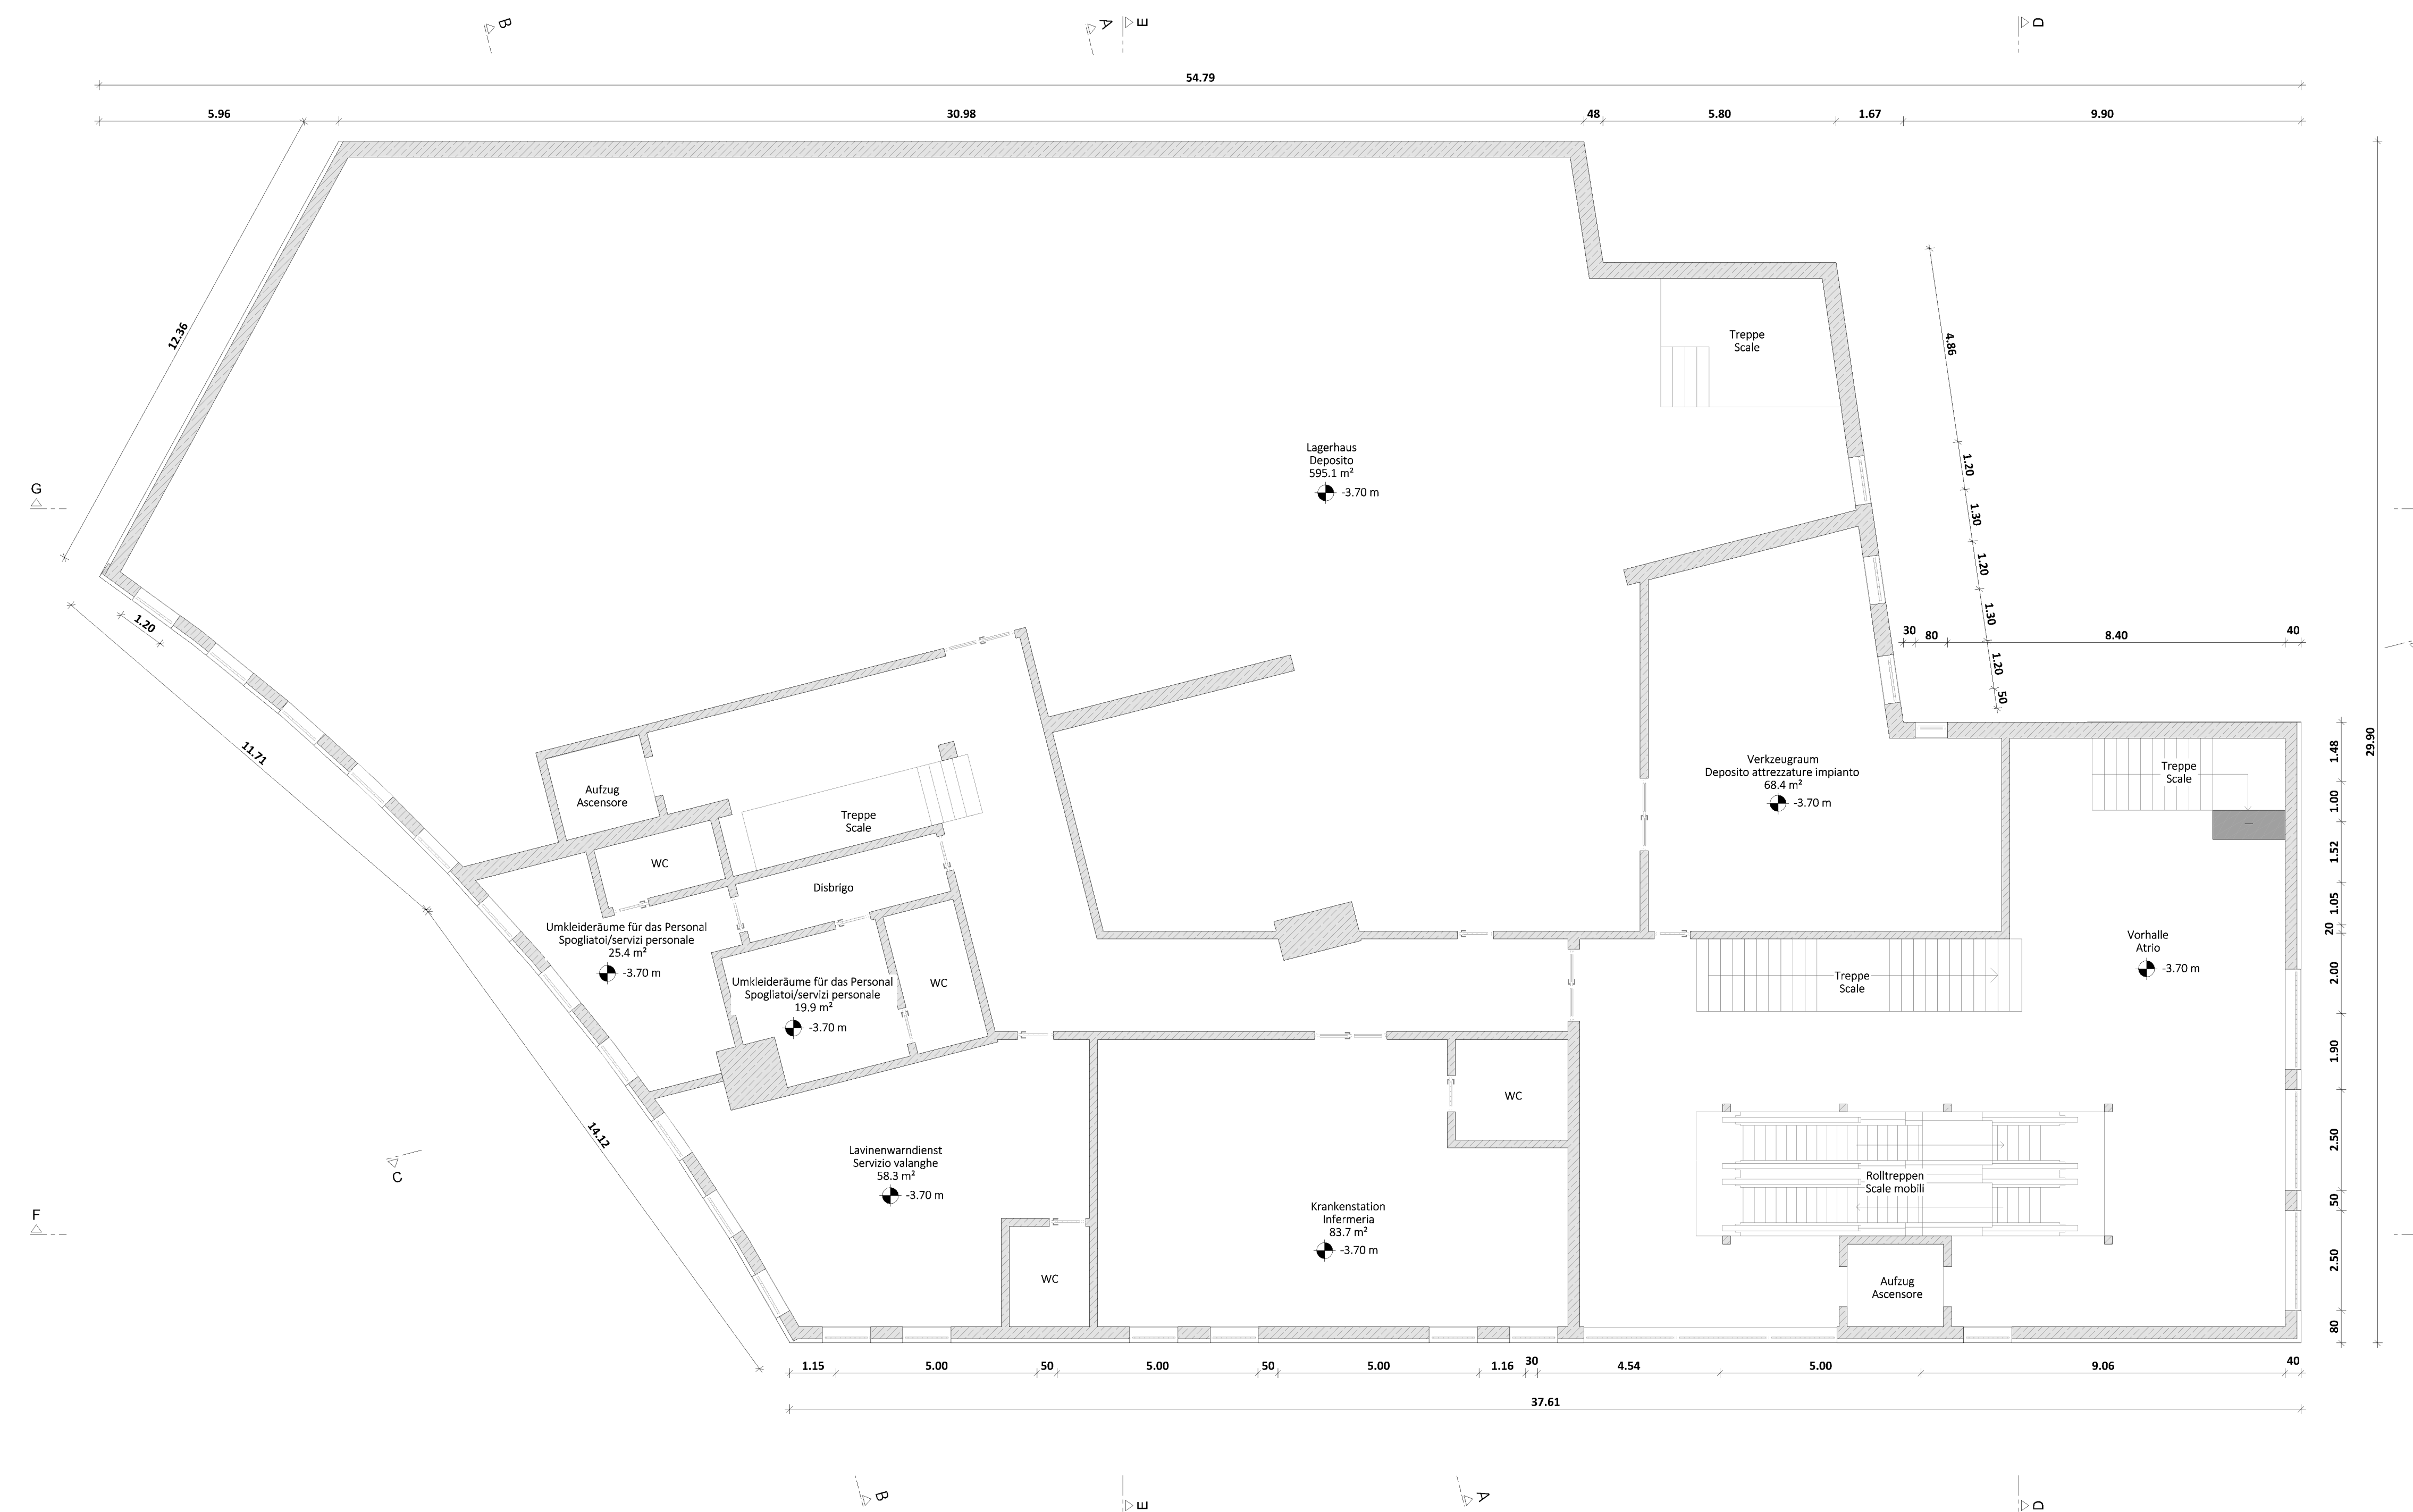 B
A
E
D
54.79
5.96
30.98
48
5.80
1.67
9.90
12.36
Treppe
Scale
4.86
29.90
Lagerhaus
Deposito
595.1 m²
-3.70 m
G
1.20
1.30
1.20
1.30
1.20
50
1.20
30
80
8.40
40
11.71
Aufzug
Ascensore
Treppe
Scale
WC
Disbrigo
Verkzeugraum
Deposito attrezzature impianto
68.4 m²
-3.70 m
Treppe
Scale
1.48
1.00
1.52
1.05
20
2.00
1.90
2.50
50
2.50
80
Umkleideräume für das Personal
Spogliatoi/servizi personale
25.4 m²
-3.70 m
Umkleideräume für das Personal
Spogliatoi/servizi personale
19.9 m²
-3.70 m
WC
Treppe
Scale
Vorhalle
Atrio
-3.70 m
14.12
C
F
WC
Lavinenwarndienst
Servizio valanghe
58.3 m²
-3.70 m
Krankenstation
Infermeria
83.7 m²
-3.70 m
Rolltreppen
Scale mobili
WC
Aufzug
Ascensore
1.15
5.00
50
5.00
50
5.00
1.16
30
4.54
5.00
9.06
40
37.61
B
E
A
D